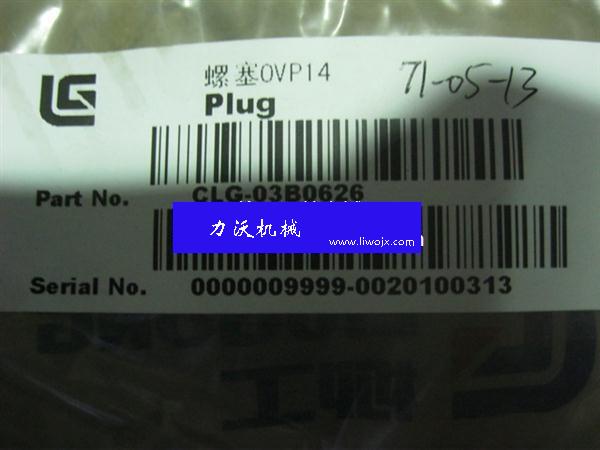 LG
螺塞OVP14
71-05-13
Plug
Part No. CLG-03B0626
力沃机械
www.liwojx.com
Serial No. 0000009999-0020100313